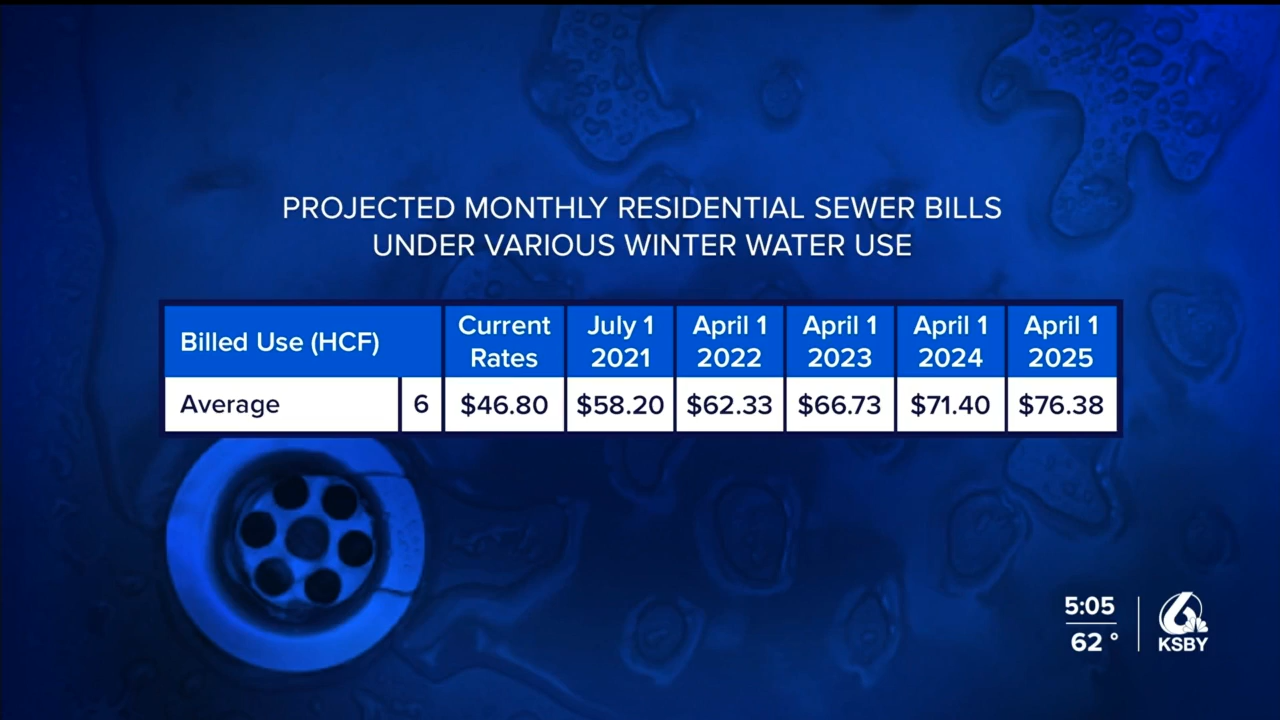 PROJECTED MONTHLY RESIDENTIAL SEWER BILLS
UNDER VARIOUS WINTER WATER USE
Billed Use (HCF) Current Rates July 1 2021 April 1 2022 April 1 2023 April 1 2024 April 1 2025
Average 6 $46.80 $58.20 $62.33 $66.73 $71.40 $76.38
5:05
62°
6
KSBY